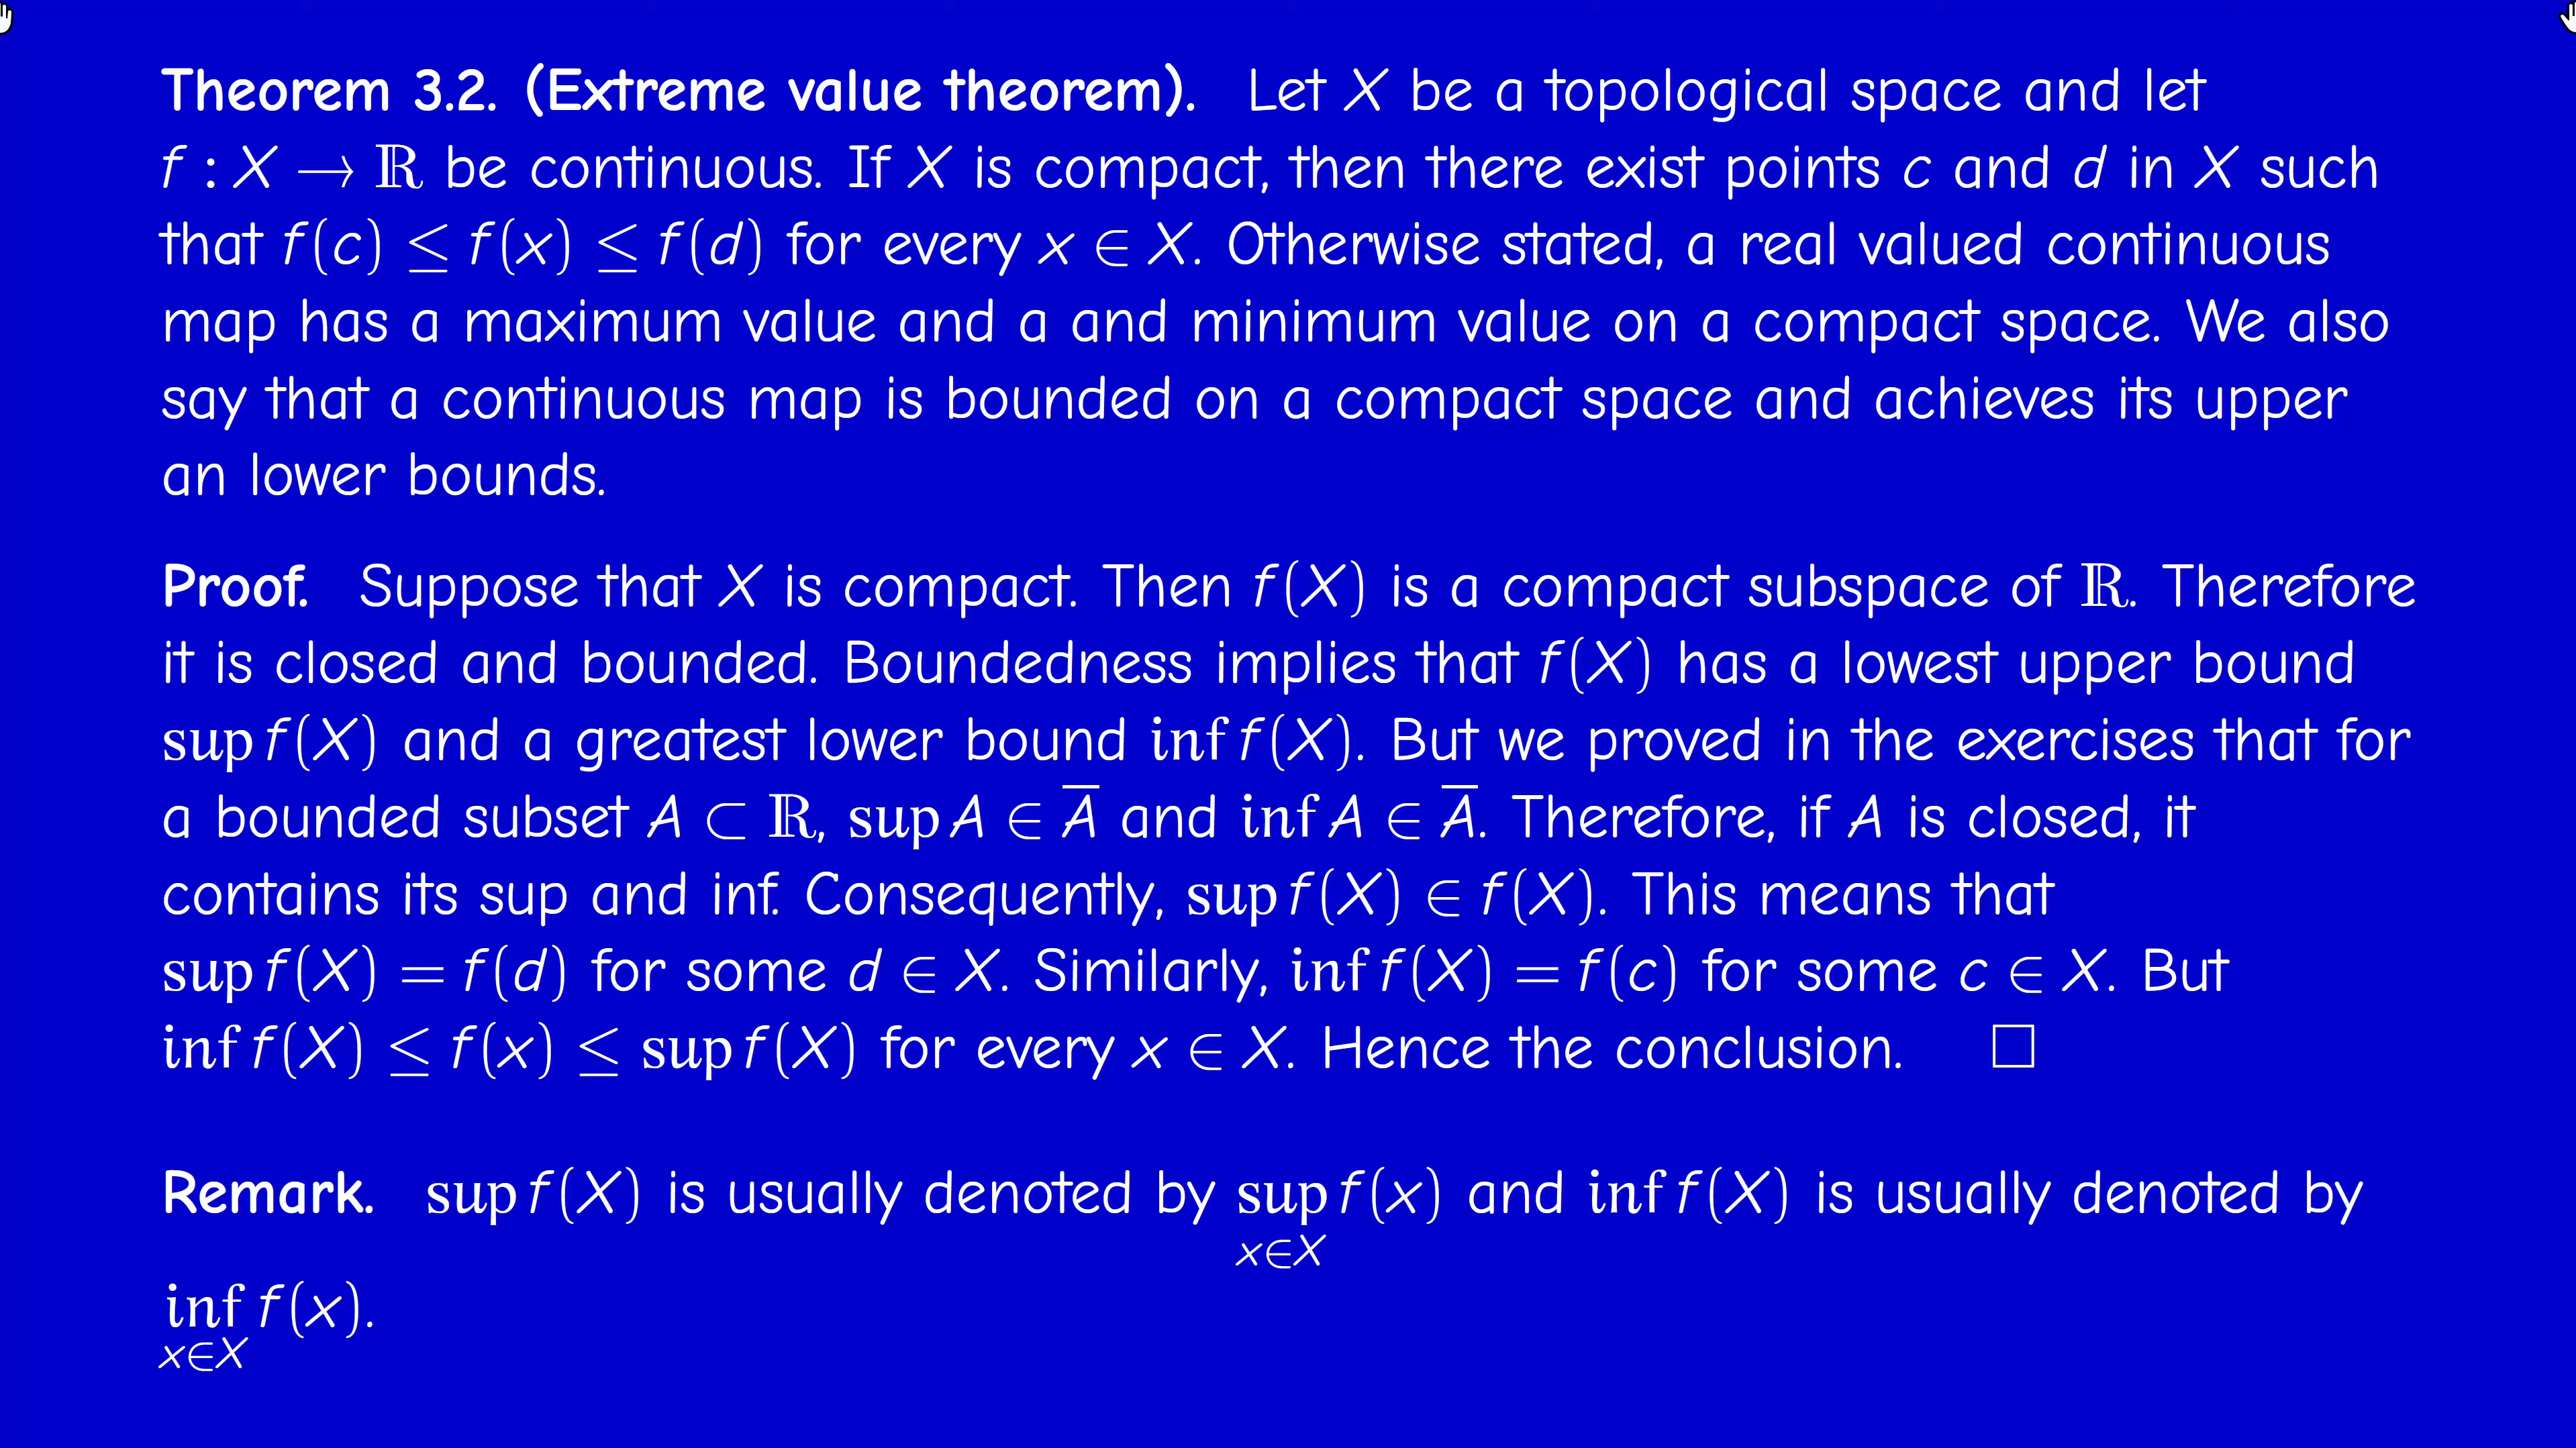 Theorem 3.2. (Extreme value theorem). Let X be a topological space and let
f : X → ℝ be continuous. If X is compact, then there exist points c and d in X such
that f(c) ≤ f(x) ≤ f(d) for every x ∈ X. Otherwise stated, a real valued continuous
map has a maximum value and a and minimum value on a compact space. We also
say that a continuous map is bounded on a compact space and achieves its upper
an lower bounds.
Proof. Suppose that X is compact. Then f(X) is a compact subspace of ℝ. Therefore
it is closed and bounded. Boundedness implies that f(X) has a lowest upper bound
sup f(X) and a greatest lower bound inf f(X). But we proved in the exercises that for
a bounded subset A ⊂ ℝ, sup A ∈ A̅ and inf A ∈ A̅. Therefore, if A is closed, it
contains its sup and inf. Consequently, sup f(X) ∈ f(X). This means that
sup f(X) = f(d) for some d ∈ X. Similarly, inf f(X) = f(c) for some c ∈ X. But
inf f(X) ≤ f(x) ≤ sup f(X) for every x ∈ X. Hence the conclusion. □
Remark. sup f(X) is usually denoted by sup f(x) and inf f(X) is usually denoted by
x∈X
inf f(x).
x∈X